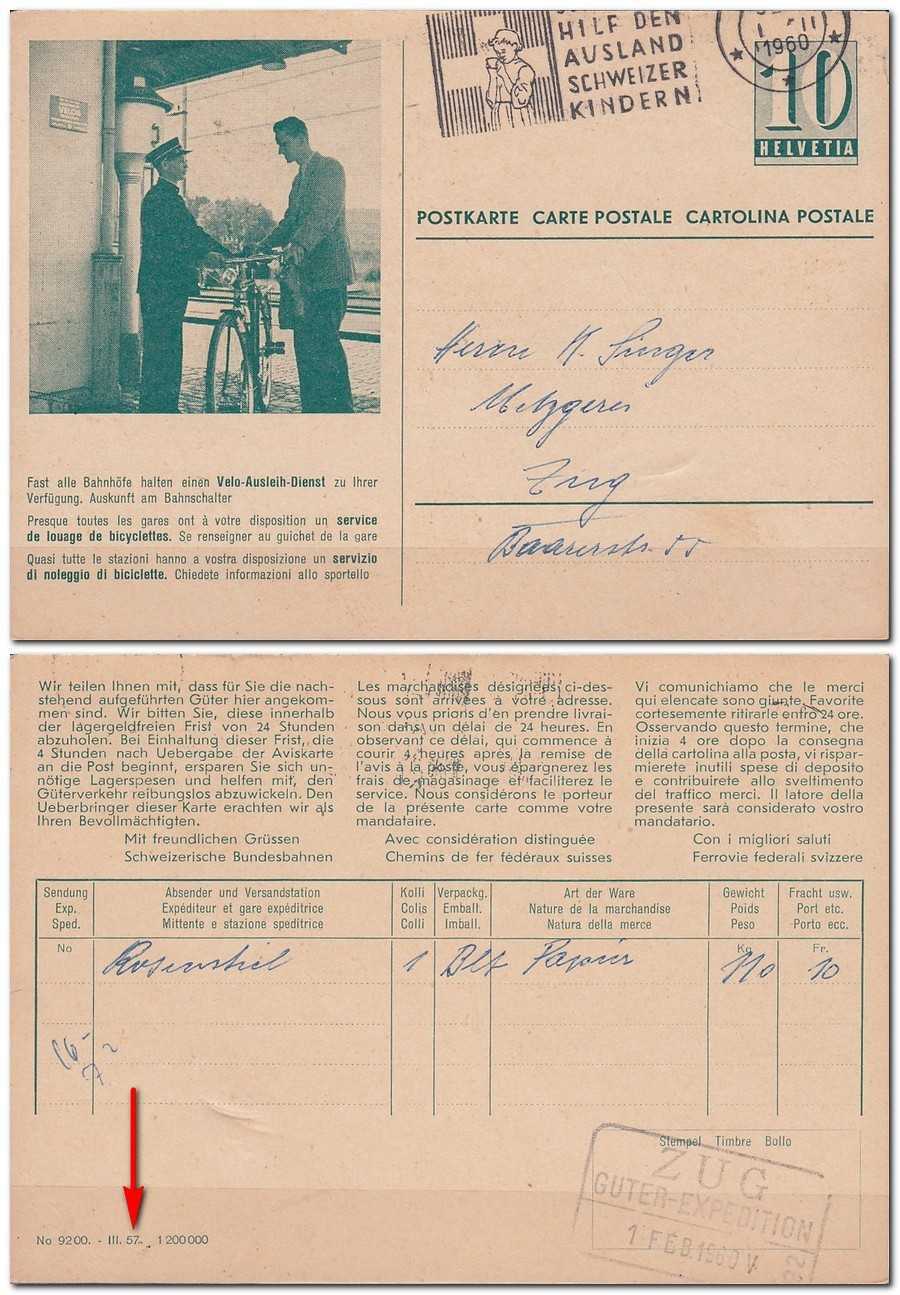 HILF DEN
AUSLAND
SCHWEIZER
KINDERN
1960
10
HELVETIA
VELOS
POSTKARTE CARTE POSTALE CARTOLINA POSTALE
Herrn K. Singer
Metzgerei
Zug
Baarerstr. 55
Fast alle Bahnhöfe halten einen Velo-Ausleih-Dienst zu Ihrer
Verfügung. Auskunft am Bahnschalter
Presque toutes les gares ont à votre disposition un service
de louage de bicyclettes. Se renseigner au guichet de la gare
Quasi tutte le stazioni hanno a vostra disposizione un servizio
di noleggio di biciclette. Chiedete informazioni allo sportello
Wir teilen Ihnen mit, dass für Sie die nach-
stehend aufgeführten Güter hier angekom-
men sind. Wir bitten Sie, diese innerhalb
der lagergeldfreien Frist von 24 Stunden
abzuholen. Bei Einhaltung dieser Frist, die
4 Stunden nach Uebergabe der Aviskarte
an die Post beginnt, ersparen Sie sich un-
nötige Lagerspesen und helfen mit, den
Güterverkehr reibungslos abzuwickeln. Den
Ueberbringer dieser Karte erachten wir als
Ihren Bevollmächtigten.
Mit freundlichen Grüssen
Schweizerische Bundesbahnen
Les marchandises désignées ci-des-
sous sont arrivées à votre adresse.
Nous vous prions d'en prendre livrai-
son dans un délai de 24 heures. En
observant ce délai, qui commence à
courir 4 heures après la remise de
l'avis à la poste, vous épargnerez les
frais de magasinage et faciliterez le
service. Nous considérons le porteur
de la présente carte comme votre
mandataire.
Avec considération distinguée
Chemins de fer fédéraux suisses
Vi comunichiamo che le merci
qui elencate sono giunte. Favorite
cortesemente ritirarle entro 24 ore.
Osservando questo termine, che
inizia 4 ore dopo la consegna
della cartolina alla posta, vi rispar-
mierete inutili spese di deposito
e contribuirete allo sveltimento
del traffico merci. Il latore della
presente sarà considerato vostro
mandatario.
Con i migliori saluti
Ferrovie federali svizzere
Sendung Absender und Versandstation Kolli Verpackg. Art der Ware Gewicht Fracht usw.
Exp. Expéditeur et gare expéditrice Colis Emball. Nature de la marchandise Poids Port etc.
Sped. Mittente e stazione speditrice Colli Imball. Natura della merce Peso Porto ecc.
No Kg Fr.
Rosenstiel 1 Blt Papier 110 10
Stempel Timbre Bollo
ZUG
GÜTER-EXPEDITION
1 FEB. 1960 V
22
No 9200. - III. 57. 1 200 000